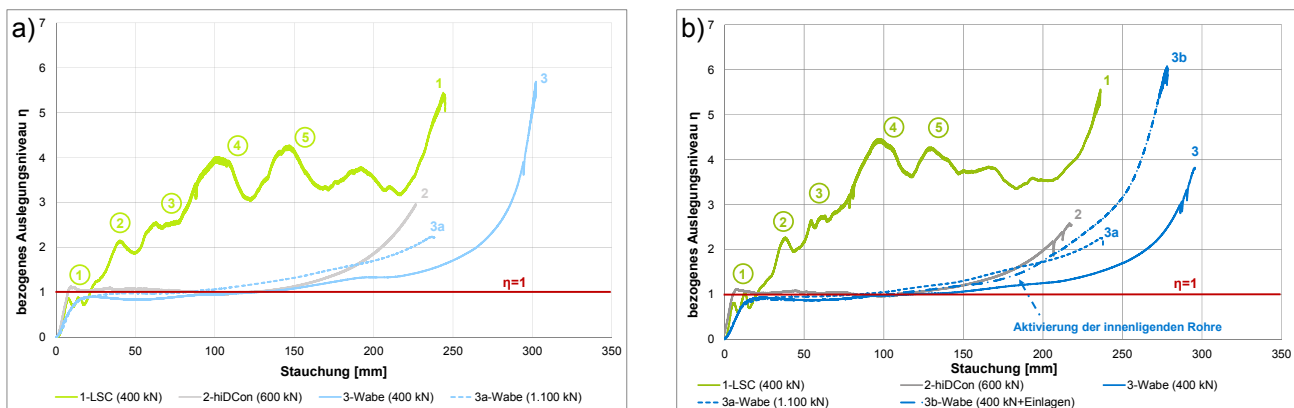 a)
bezogenes Auslegungsniveau η
7
6
5
4
3
2
1
0
1
2
3
4
5
1
2
3
3a
η=1
0 50 100 150 200 250 300 350
Stauchung [mm]
1-LSC (400 kN) 2-hiDCon (600 kN) 3-Wabe (400 kN) 3a-Wabe (1.100 kN)
b)
bezogenes Auslegungsniveau η
7
6
5
4
3
2
1
0
1
2
3
4
5
1
2
3b
3
3a
η=1
Aktivierung der innenligenden Rohre
0 50 100 150 200 250 300 350
Stauchung [mm]
1-LSC (400 kN) 2-hiDCon (600 kN) 3-Wabe (400 kN)
3a-Wabe (1.100 kN) 3b-Wabe (400 kN+Einlagen)